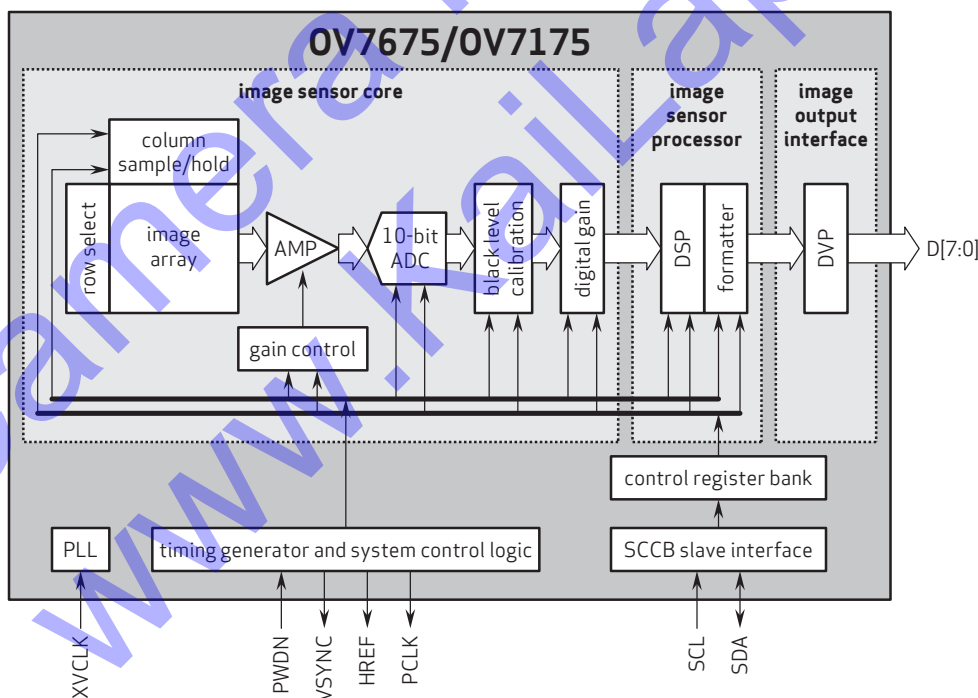 OV7675/OV7175
image sensor core
image
sensor
processor
image
output
interface
column
sample/hold
row select
image
array
AMP
10-bit
ADC
black level
calibration
digital gain
DSP
formatter
DVP
D[7:0]
gain control
control register bank
PLL
timing generator and system control logic
SCCB slave interface
XVCLK
PWDN
VSYNC
HREF
PCLK
SCL
SDA
www.KaiLap